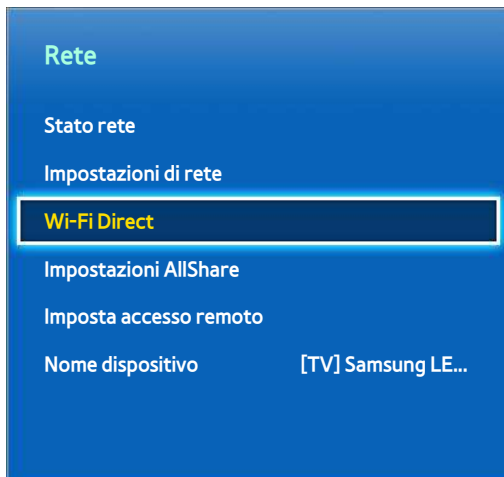 Rete
Stato rete
Impostazioni di rete
Wi-Fi Direct
Impostazioni AllShare
Imposta accesso remoto
Nome dispositivo [TV] Samsung LE...